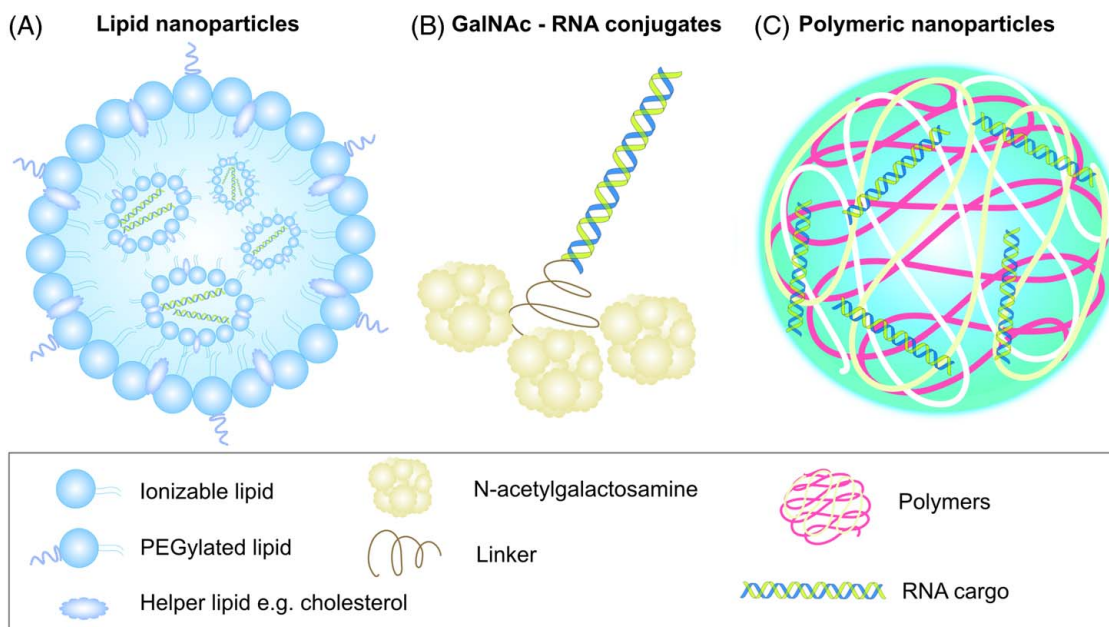 (A) Lipid nanoparticles
(B) GalNAc - RNA conjugates
(C) Polymeric nanoparticles
Ionizable lipid
PEGylated lipid
Helper lipid e.g. cholesterol
N-acetylgalactosamine
Linker
Polymers
RNA cargo